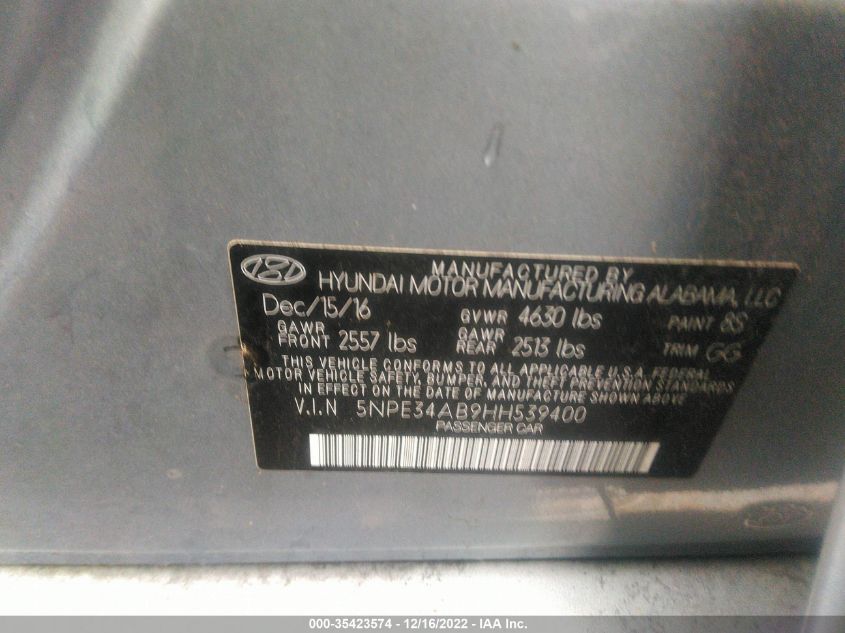 MANUFACTURED BY
HYUNDAI MOTOR MANUFACTURING ALABAMA, LLC
Dec/15/16 GVWR 4630 lbs PAINT 8S
GAWR FRONT 2557 lbs GAWR REAR 2513 lbs TRIM GG
THIS VEHICLE CONFORMS TO ALL APPLICABLE U.S.A. FEDERAL
MOTOR VEHICLE SAFETY, BUMPER, AND THEFT PREVENTION STANDARDS
IN EFFECT ON THE DATE OF MANUFACTURE SHOWN ABOVE
V.I.N 5NPE34AB9HH539400
PASSENGER CAR
000-35423574 - 12/16/2022 - IAA Inc.